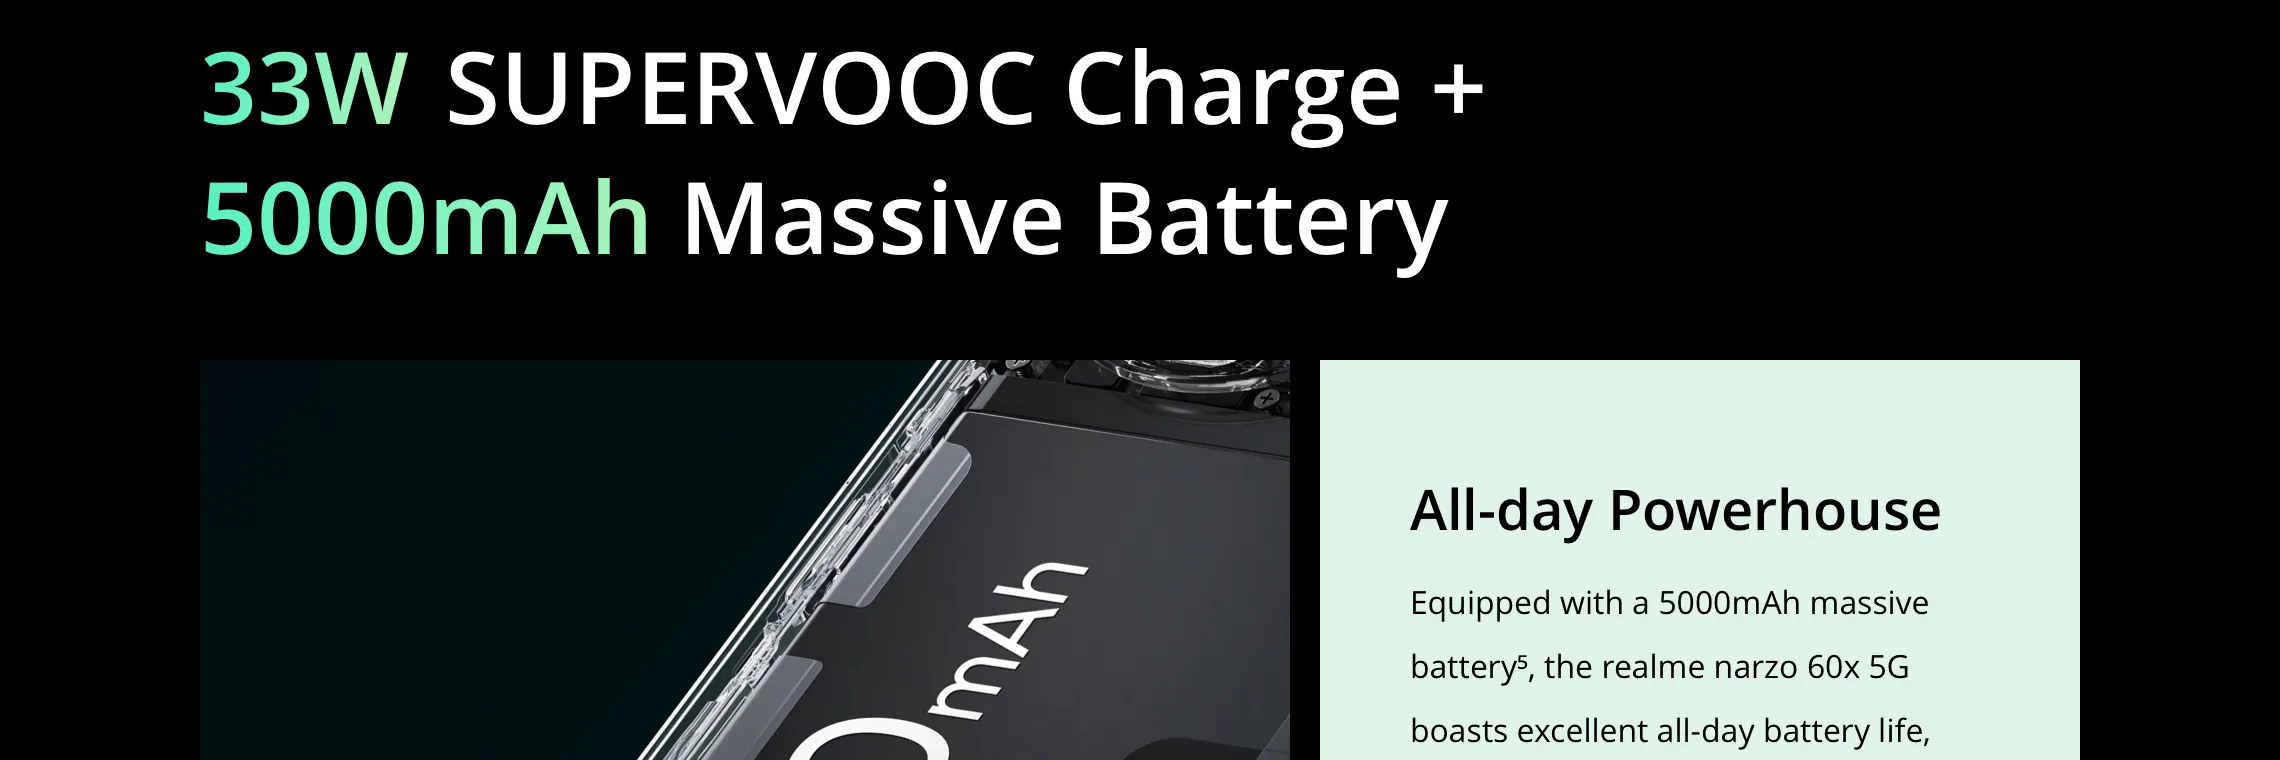 33W SUPERVOOC Charge +
5000mAh Massive Battery
0mAh
All-day Powerhouse
Equipped with a 5000mAh massive
battery⁵, the realme narzo 60x 5G
boasts excellent all-day battery life,